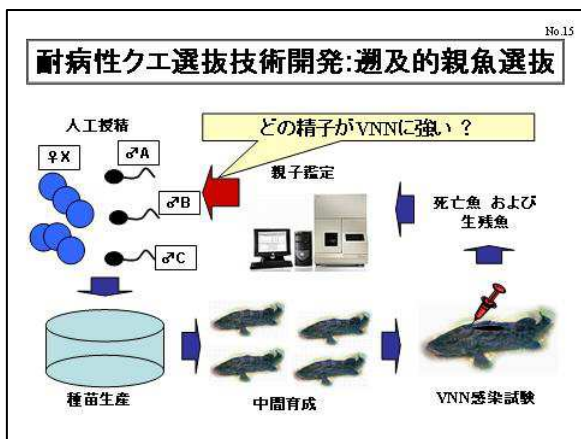 No.15
耐病性クエ選抜技術開発:遡及的親魚選抜
人工授精
どの精子がVNNに強い？
♀X
♂A
♂B
♂C
親子鑑定
死亡魚 および
生残魚
種苗生産
中間育成
VNN感染試験